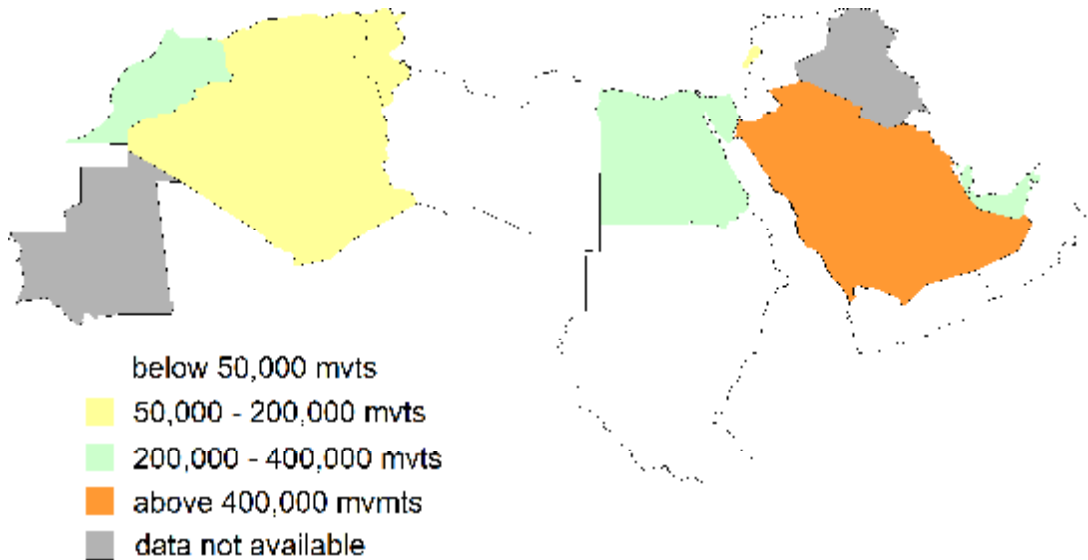 below 50,000 mvts
50,000 - 200,000 mvts
200,000 - 400,000 mvts
above 400,000 mvmts
data not available